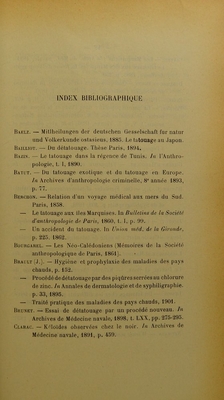 INDEX BIBLIOGRAPHIQUE
BAELZ. — Mittheilungen der deutschen Gesselschaft fur natur
und Volkerkunde ostasiens, 1885. Le tatouage au Japon.
BAILLIOT. — Du détatouage. Thèse Paris, 1894.
BAZIN. — Le tatouage dans la régence de Tunis. In l'Anthro-
pologie, t. I, 1890.
BATUT. — Du tatouage exotique et du tatouage en Europe.
In Archives d'anthropologie criminelle, 8e année 1893,
p. 77.
BERCHON. — Relation d'un voyage médical aux mers du Sud.
Paris, 1858.
— Le tatouage aux îles Marquises. In Bulletins de la Société
d'anthropologie de Paris, 1860, t. I, p. 99.
— Un accident du tatouage. In Union méd. de la Gironde,
p. 225. 1862.
BOURGAREL. — Les Néo-Calédoniens (Mémoires de la Société
anthropologique de Paris, 1861).
BRAULT (J.). — Hygiène et prophylaxie des maladies des pays
chauds, p. 152.
— Procédé de détatouage par des piqûres sacrées au chlorure
de zinc. In Annales de dermatologie et de syphiligraphie.
p. 33, 1895.
— Traité pratique des maladies des pays chauds, 1901.
BRUNET. — Essai de détatouage par un procédé nouveau. In
Archives de Médecine navale, 1898, t. LXX, pp. 275-295.
CLARAC. — Kéloïdes observées chez le noir. In Archives de
Médecine navale, 1891, p. 439.